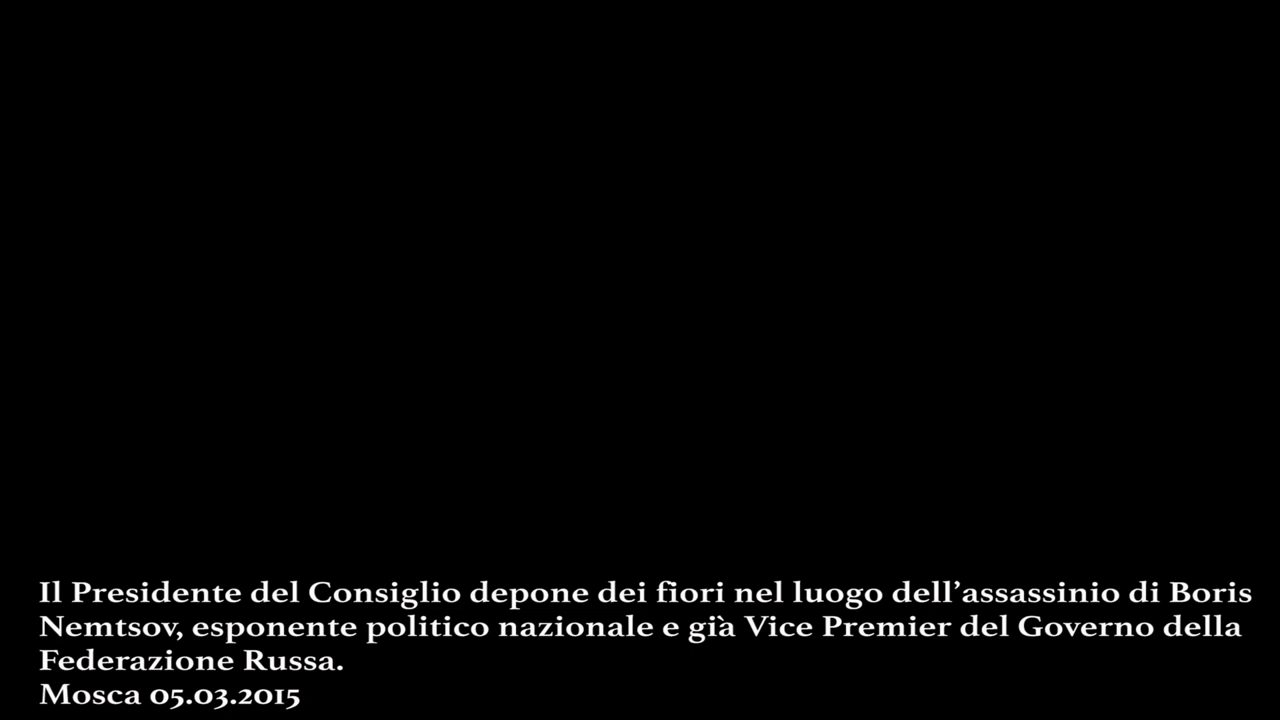 Il Presidente del Consiglio depone dei fiori nel luogo dell’assassinio di Boris
Nemtsov, esponente politico nazionale e già Vice Premier del Governo della
Federazione Russa.
Mosca 05.03.2015